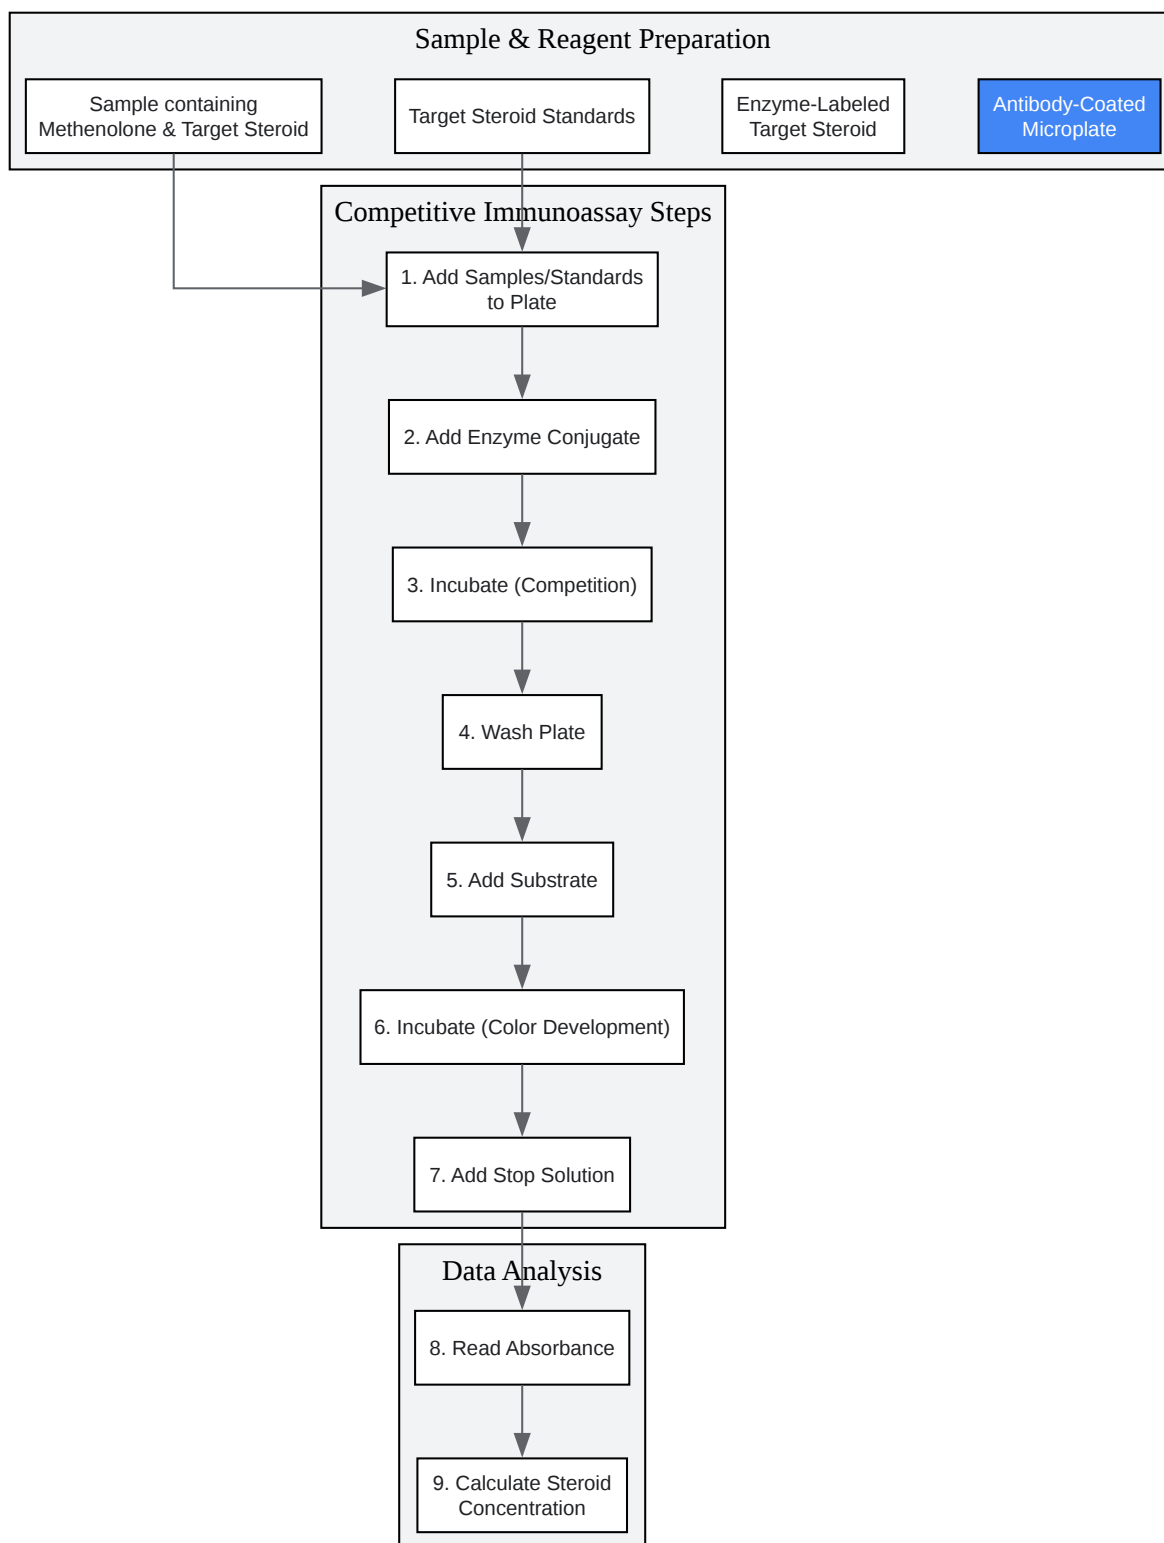 Sample & Reagent Preparation
Sample containing
Methenolone & Target Steroid
Target Steroid Standards
Enzyme-Labeled
Target Steroid
Antibody-Coated
Microplate
Competitive Immunoassay Steps
1. Add Samples/Standards
to Plate
2. Add Enzyme Conjugate
3. Incubate (Competition)
4. Wash Plate
5. Add Substrate
6. Incubate (Color Development)
7. Add Stop Solution
Data Analysis
8. Read Absorbance
9. Calculate Steroid
Concentration